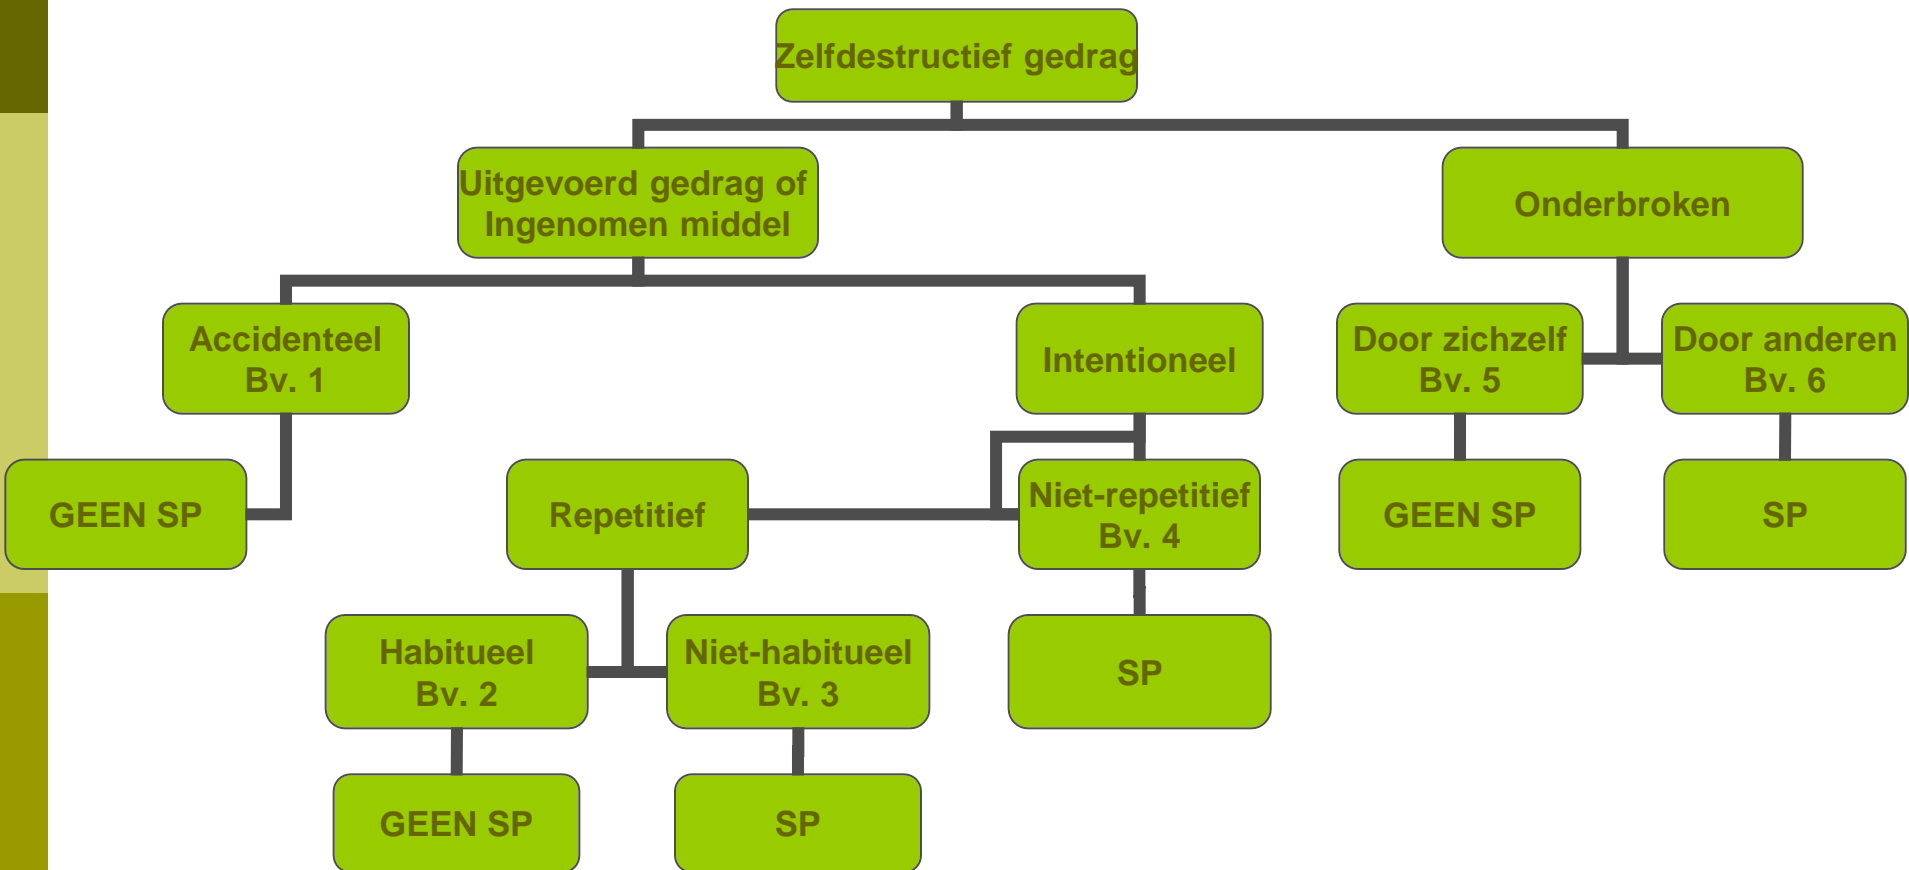 Zelfdestructief gedrag
Uitgevoerd gedrag of
Ingenomen middel
Onderbroken
Accidenteel
Bv. 1
Intentioneel
Door zichzelf
Bv. 5
Door anderen
Bv. 6
GEEN SP
Repetitief
Niet-repetitief
Bv. 4
GEEN SP
SP
Habitueel
Bv. 2
Niet-habitueel
Bv. 3
SP
GEEN SP
SP